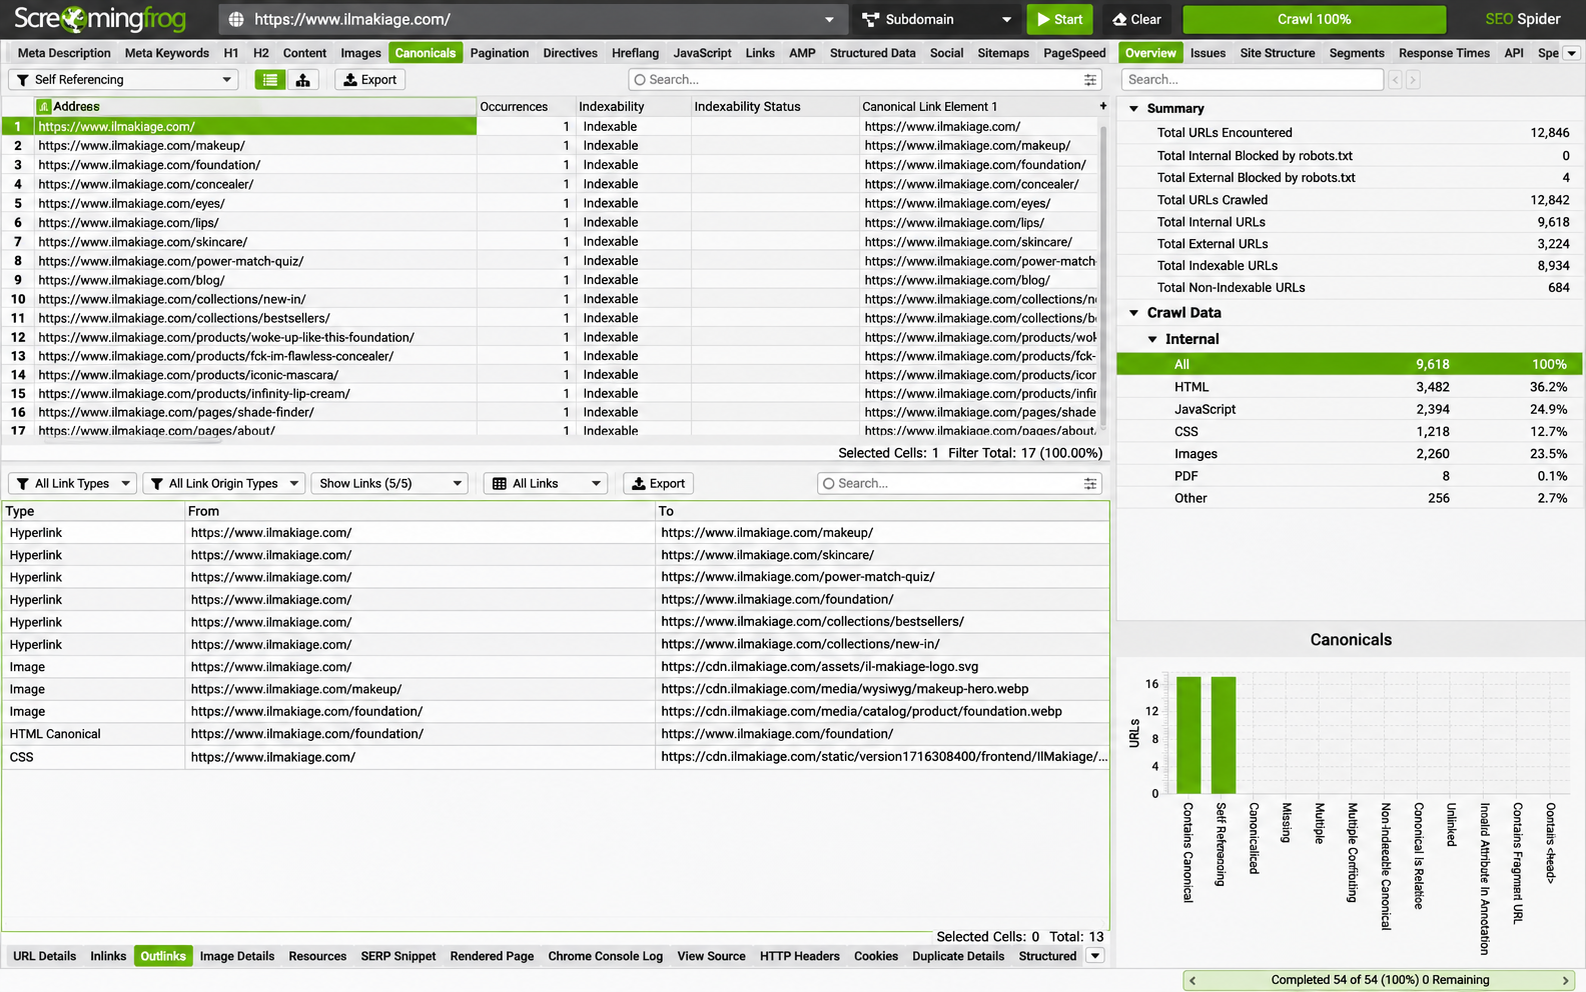 Screamingfrog https://www.ilmakiage.com/ Subdomain Start Clear Crawl 100% SEO Spider
Meta Description Meta Keywords H1 H2 Content Images Canonicals Pagination Directives Hreflang JavaScript Links AMP Structured Data Social Sitemaps PageSpeed
Overview Issues Site Structure Segments Response Times API Spe
Self Referencing Export Search...
Search...
Address Occurrences Indexability Indexability Status Canonical Link Element 1 +
1 https://www.ilmakiage.com/ 1 Indexable https://www.ilmakiage.com/
2 https://www.ilmakiage.com/makeup/ 1 Indexable https://www.ilmakiage.com/makeup/
3 https://www.ilmakiage.com/foundation/ 1 Indexable https://www.ilmakiage.com/foundation/
4 https://www.ilmakiage.com/concealer/ 1 Indexable https://www.ilmakiage.com/concealer/
5 https://www.ilmakiage.com/eyes/ 1 Indexable https://www.ilmakiage.com/eyes/
6 https://www.ilmakiage.com/lips/ 1 Indexable https://www.ilmakiage.com/lips/
7 https://www.ilmakiage.com/skincare/ 1 Indexable https://www.ilmakiage.com/skincare/
8 https://www.ilmakiage.com/power-match-quiz/ 1 Indexable https://www.ilmakiage.com/power-match-
9 https://www.ilmakiage.com/blog/ 1 Indexable https://www.ilmakiage.com/blog/
10 https://www.ilmakiage.com/collections/new-in/ 1 Indexable https://www.ilmakiage.com/collections/n
11 https://www.ilmakiage.com/collections/bestsellers/ 1 Indexable https://www.ilmakiage.com/collections/b
12 https://www.ilmakiage.com/products/woke-up-like-this-foundation/ 1 Indexable https://www.ilmakiage.com/products/wok
13 https://www.ilmakiage.com/products/fck-im-flawless-concealer/ 1 Indexable https://www.ilmakiage.com/products/fck-
14 https://www.ilmakiage.com/products/iconic-mascara/ 1 Indexable https://www.ilmakiage.com/products/icor
15 https://www.ilmakiage.com/products/infinity-lip-cream/ 1 Indexable https://www.ilmakiage.com/products/infir
16 https://www.ilmakiage.com/pages/shade-finder/ 1 Indexable https://www.ilmakiage.com/pages/shade
17 https://www.ilmakiage.com/pages/about/ 1 Indexable https://www.ilmakiage.com/pages/about/
Selected Cells: 1 Filter Total: 17 (100.00%)
All Link Types All Link Origin Types Show Links (5/5) All Links Export Search...
Type From To
Hyperlink https://www.ilmakiage.com/ https://www.ilmakiage.com/makeup/
Hyperlink https://www.ilmakiage.com/ https://www.ilmakiage.com/skincare/
Hyperlink https://www.ilmakiage.com/ https://www.ilmakiage.com/power-match-quiz/
Hyperlink https://www.ilmakiage.com/ https://www.ilmakiage.com/foundation/
Hyperlink https://www.ilmakiage.com/ https://www.ilmakiage.com/collections/bestsellers/
Hyperlink https://www.ilmakiage.com/ https://www.ilmakiage.com/collections/new-in/
Image https://www.ilmakiage.com/ https://cdn.ilmakiage.com/assets/il-makiage-logo.svg
Image https://www.ilmakiage.com/makeup/ https://cdn.ilmakiage.com/media/wysiwyg/makeup-hero.webp
Image https://www.ilmakiage.com/foundation/ https://cdn.ilmakiage.com/media/catalog/product/foundation.webp
HTML Canonical https://www.ilmakiage.com/foundation/ https://www.ilmakiage.com/foundation/
CSS https://www.ilmakiage.com/ https://cdn.ilmakiage.com/static/version1716308400/frontend/IlMakiage/...
Selected Cells: 0 Total: 13
URL Details Inlinks Outlinks Image Details Resources SERP Snippet Rendered Page Chrome Console Log View Source HTTP Headers Cookies Duplicate Details Structured
Summary
Total URLs Encountered 12,846
Total Internal Blocked by robots.txt 0
Total External Blocked by robots.txt 4
Total URLs Crawled 12,842
Total Internal URLs 9,618
Total External URLs 3,224
Total Indexable URLs 8,934
Total Non-Indexable URLs 684
Crawl Data
Internal
All 9,618 100%
HTML 3,482 36.2%
JavaScript 2,394 24.9%
CSS 1,218 12.7%
Images 2,260 23.5%
PDF 8 0.1%
Other 256 2.7%
Canonicals
URLs
16
12
8
4
0
Contains Canonical
Self Referencing
Canonicaliced
Missing
Multiple
Canonical Is Relatioe
Unlinked
Contains <head>
Completed 54 of 54 (100%) 0 Remaining